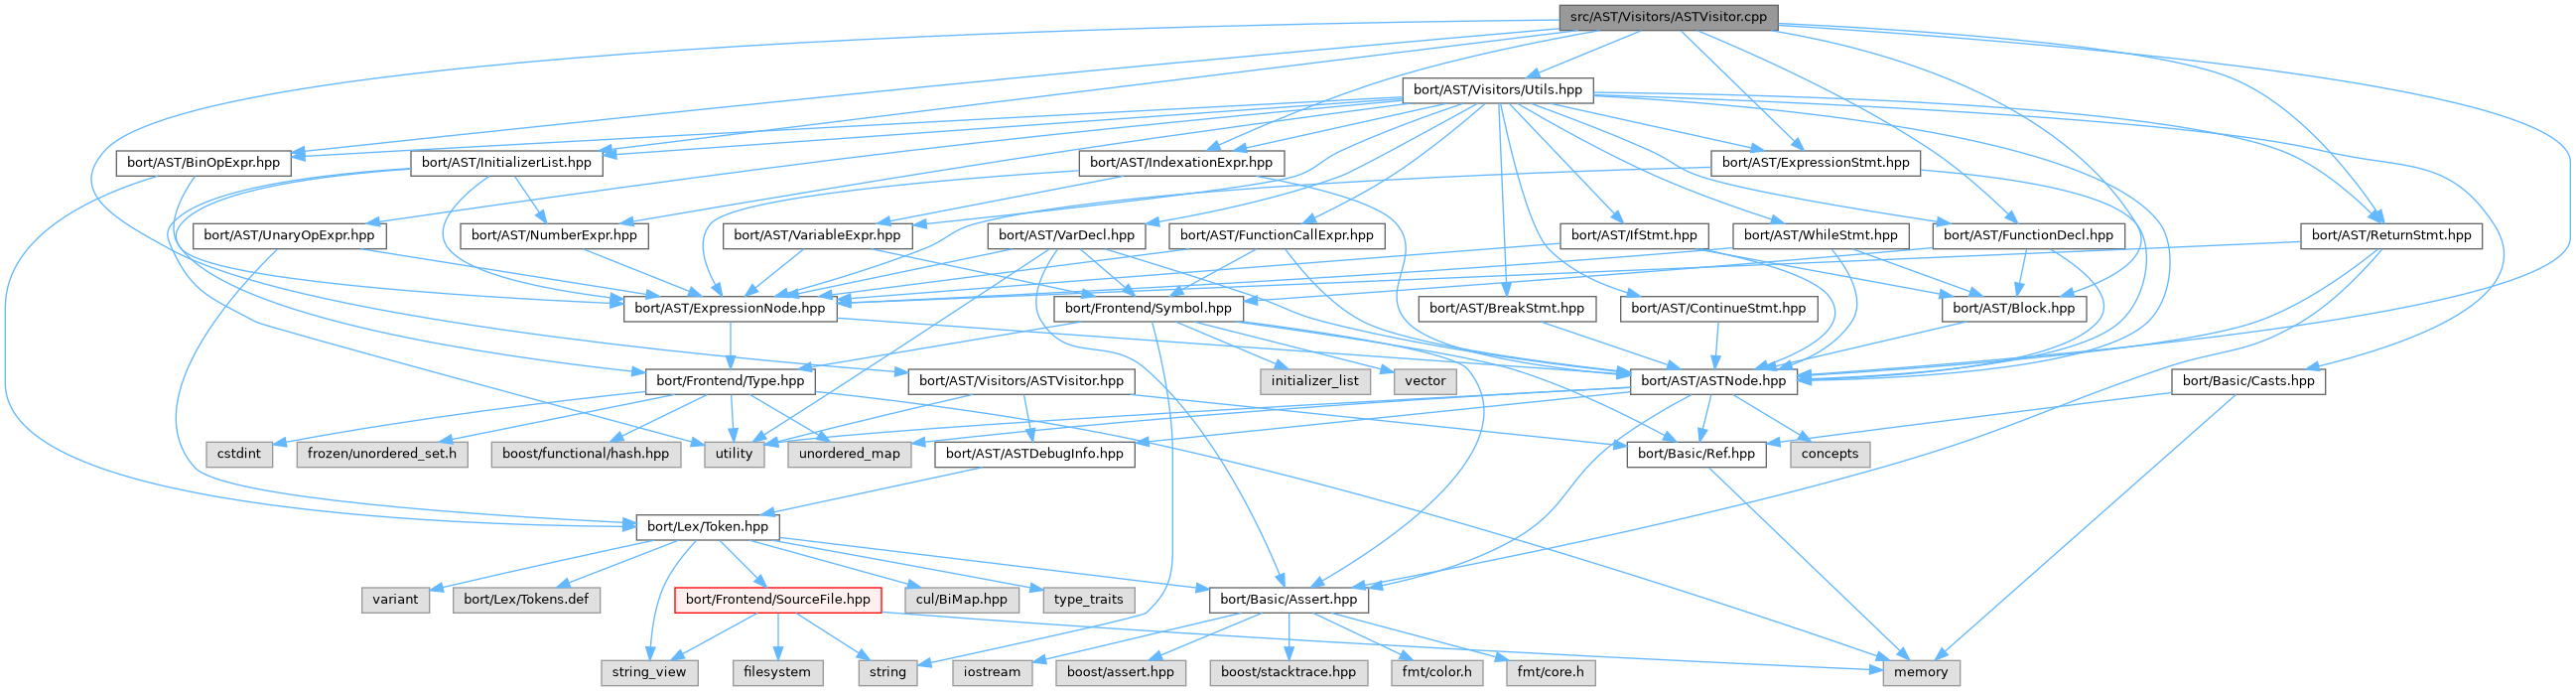 src/AST/Visitors/ASTVisitor.cpp
bort/AST/Visitors/Utils.hpp
bort/AST/BinOpExpr.hpp
bort/AST/InitializerList.hpp
bort/AST/IndexationExpr.hpp
bort/AST/ExpressionStmt.hpp
bort/AST/UnaryOpExpr.hpp
bort/AST/NumberExpr.hpp
bort/AST/VariableExpr.hpp
bort/AST/VarDecl.hpp
bort/AST/FunctionCallExpr.hpp
bort/AST/IfStmt.hpp
bort/AST/WhileStmt.hpp
bort/AST/FunctionDecl.hpp
bort/AST/ReturnStmt.hpp
bort/AST/ExpressionNode.hpp
bort/Frontend/Symbol.hpp
bort/AST/BreakStmt.hpp
bort/AST/ContinueStmt.hpp
bort/AST/Block.hpp
bort/Frontend/Type.hpp
bort/AST/Visitors/ASTVisitor.hpp
initializer_list
vector
bort/AST/ASTNode.hpp
bort/Basic/Casts.hpp
cstdint
frozen/unordered_set.h
boost/functional/hash.hpp
utility
unordered_map
bort/AST/ASTDebugInfo.hpp
bort/Basic/Ref.hpp
concepts
bort/Lex/Token.hpp
variant
bort/Lex/Tokens.def
bort/Frontend/SourceFile.hpp
cul/BiMap.hpp
type_traits
bort/Basic/Assert.hpp
string_view
filesystem
string
iostream
boost/assert.hpp
boost/stacktrace.hpp
fmt/color.h
fmt/core.h
memory